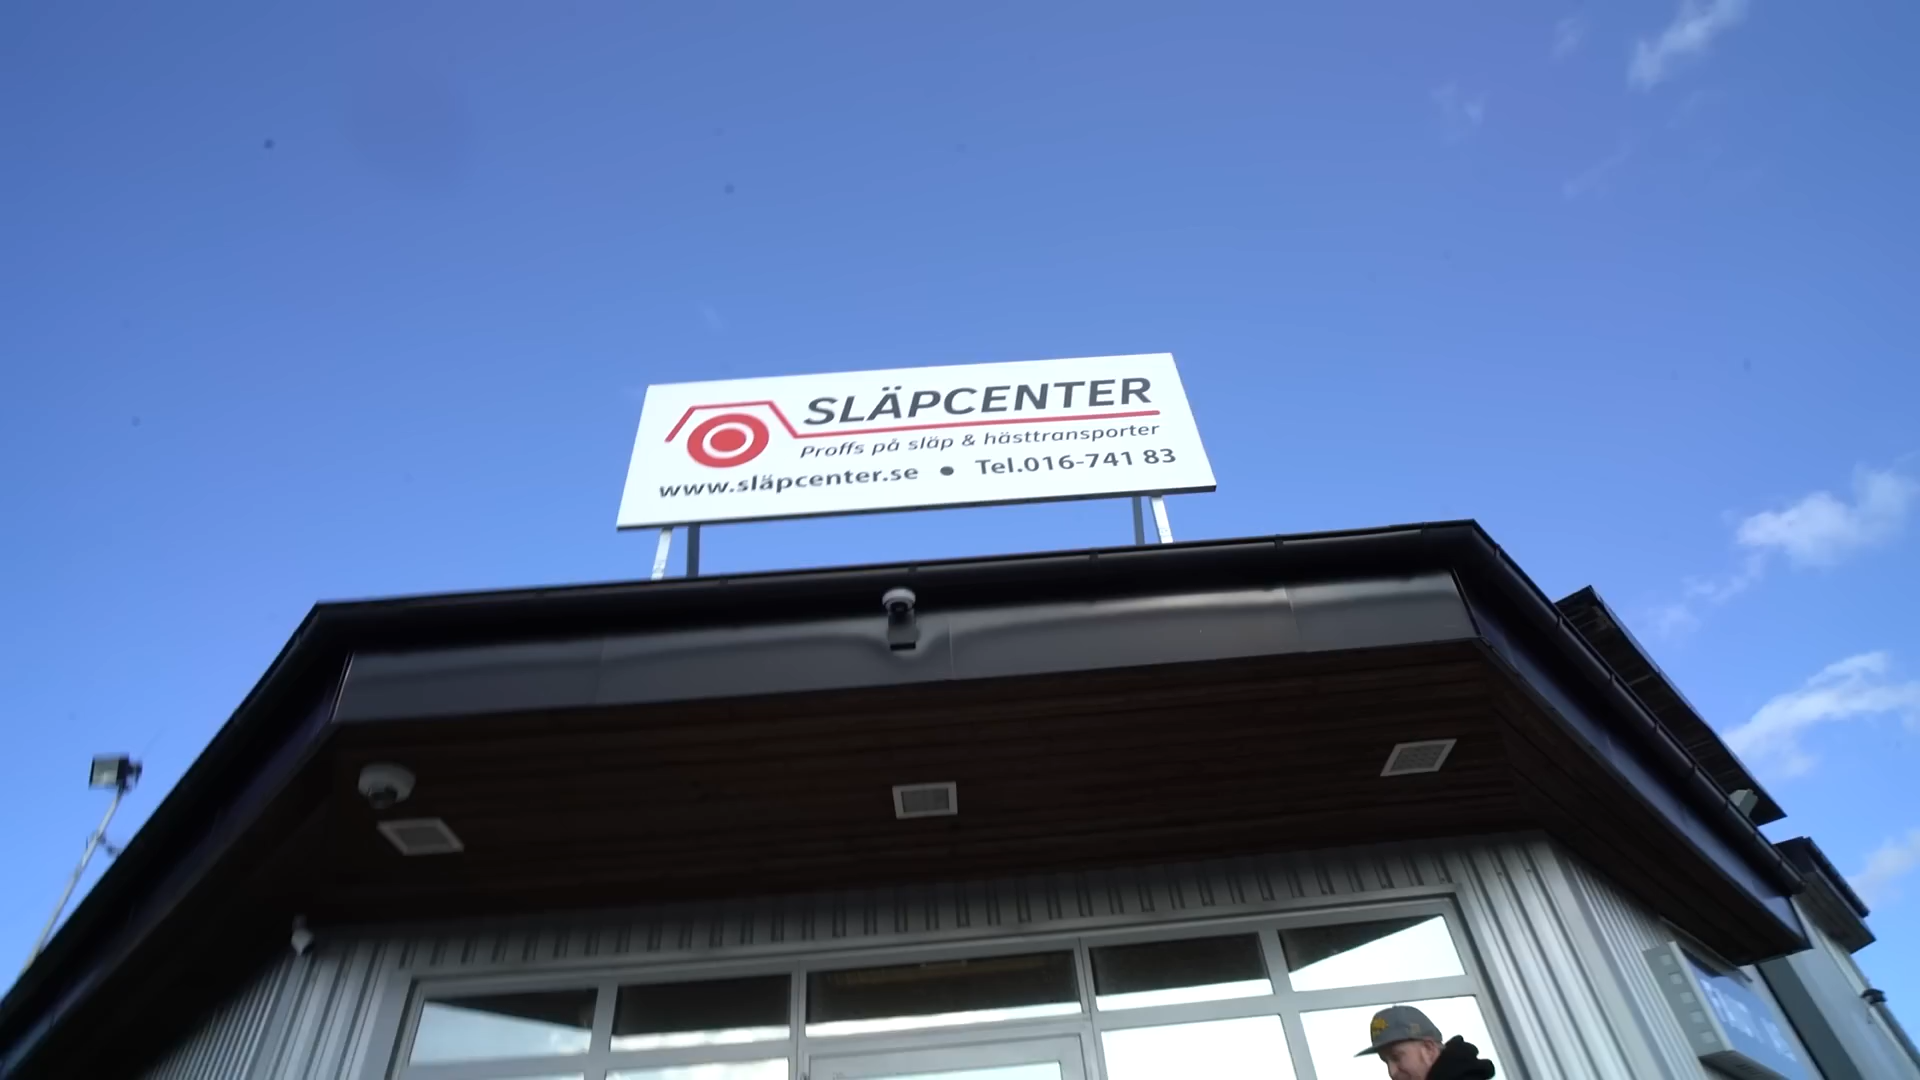 SLÄPCENTER
Proffs på släp & hästtransporter
www.släpcenter.se • Tel.016-741 83